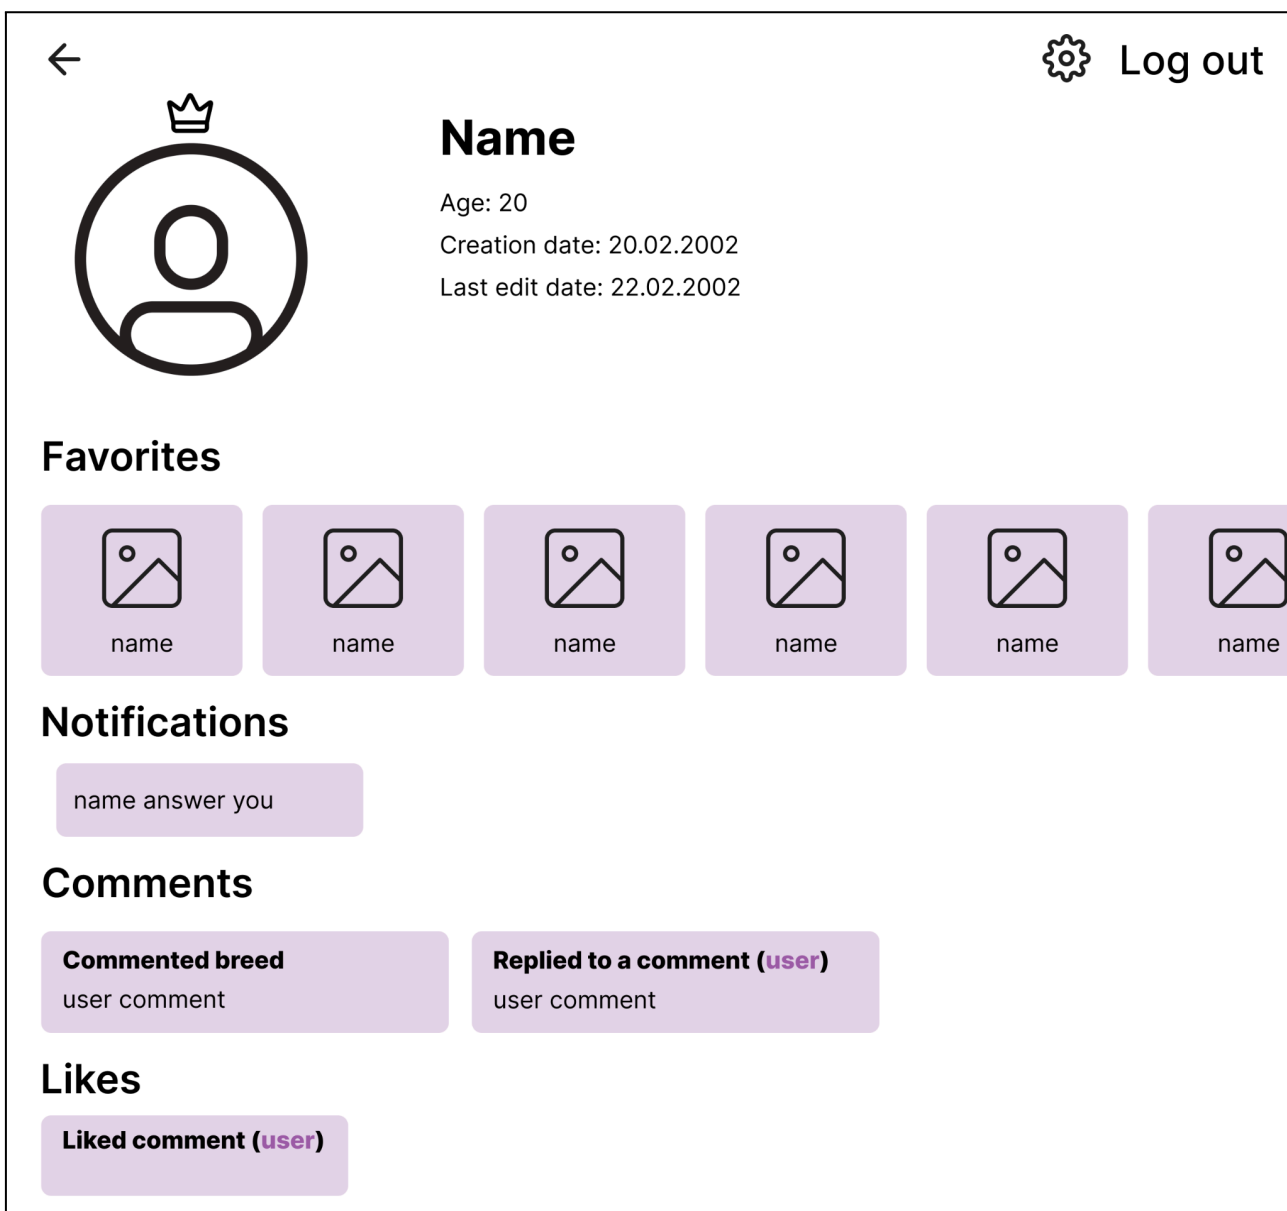 Log out
Name
Age: 20
Creation date: 20.02.2002
Last edit date: 22.02.2002
Favorites
name
name
name
name
name
name
Notifications
name answer you
Comments
Commented breed
user comment
Replied to a comment (user)
user comment
Likes
Liked comment (user)